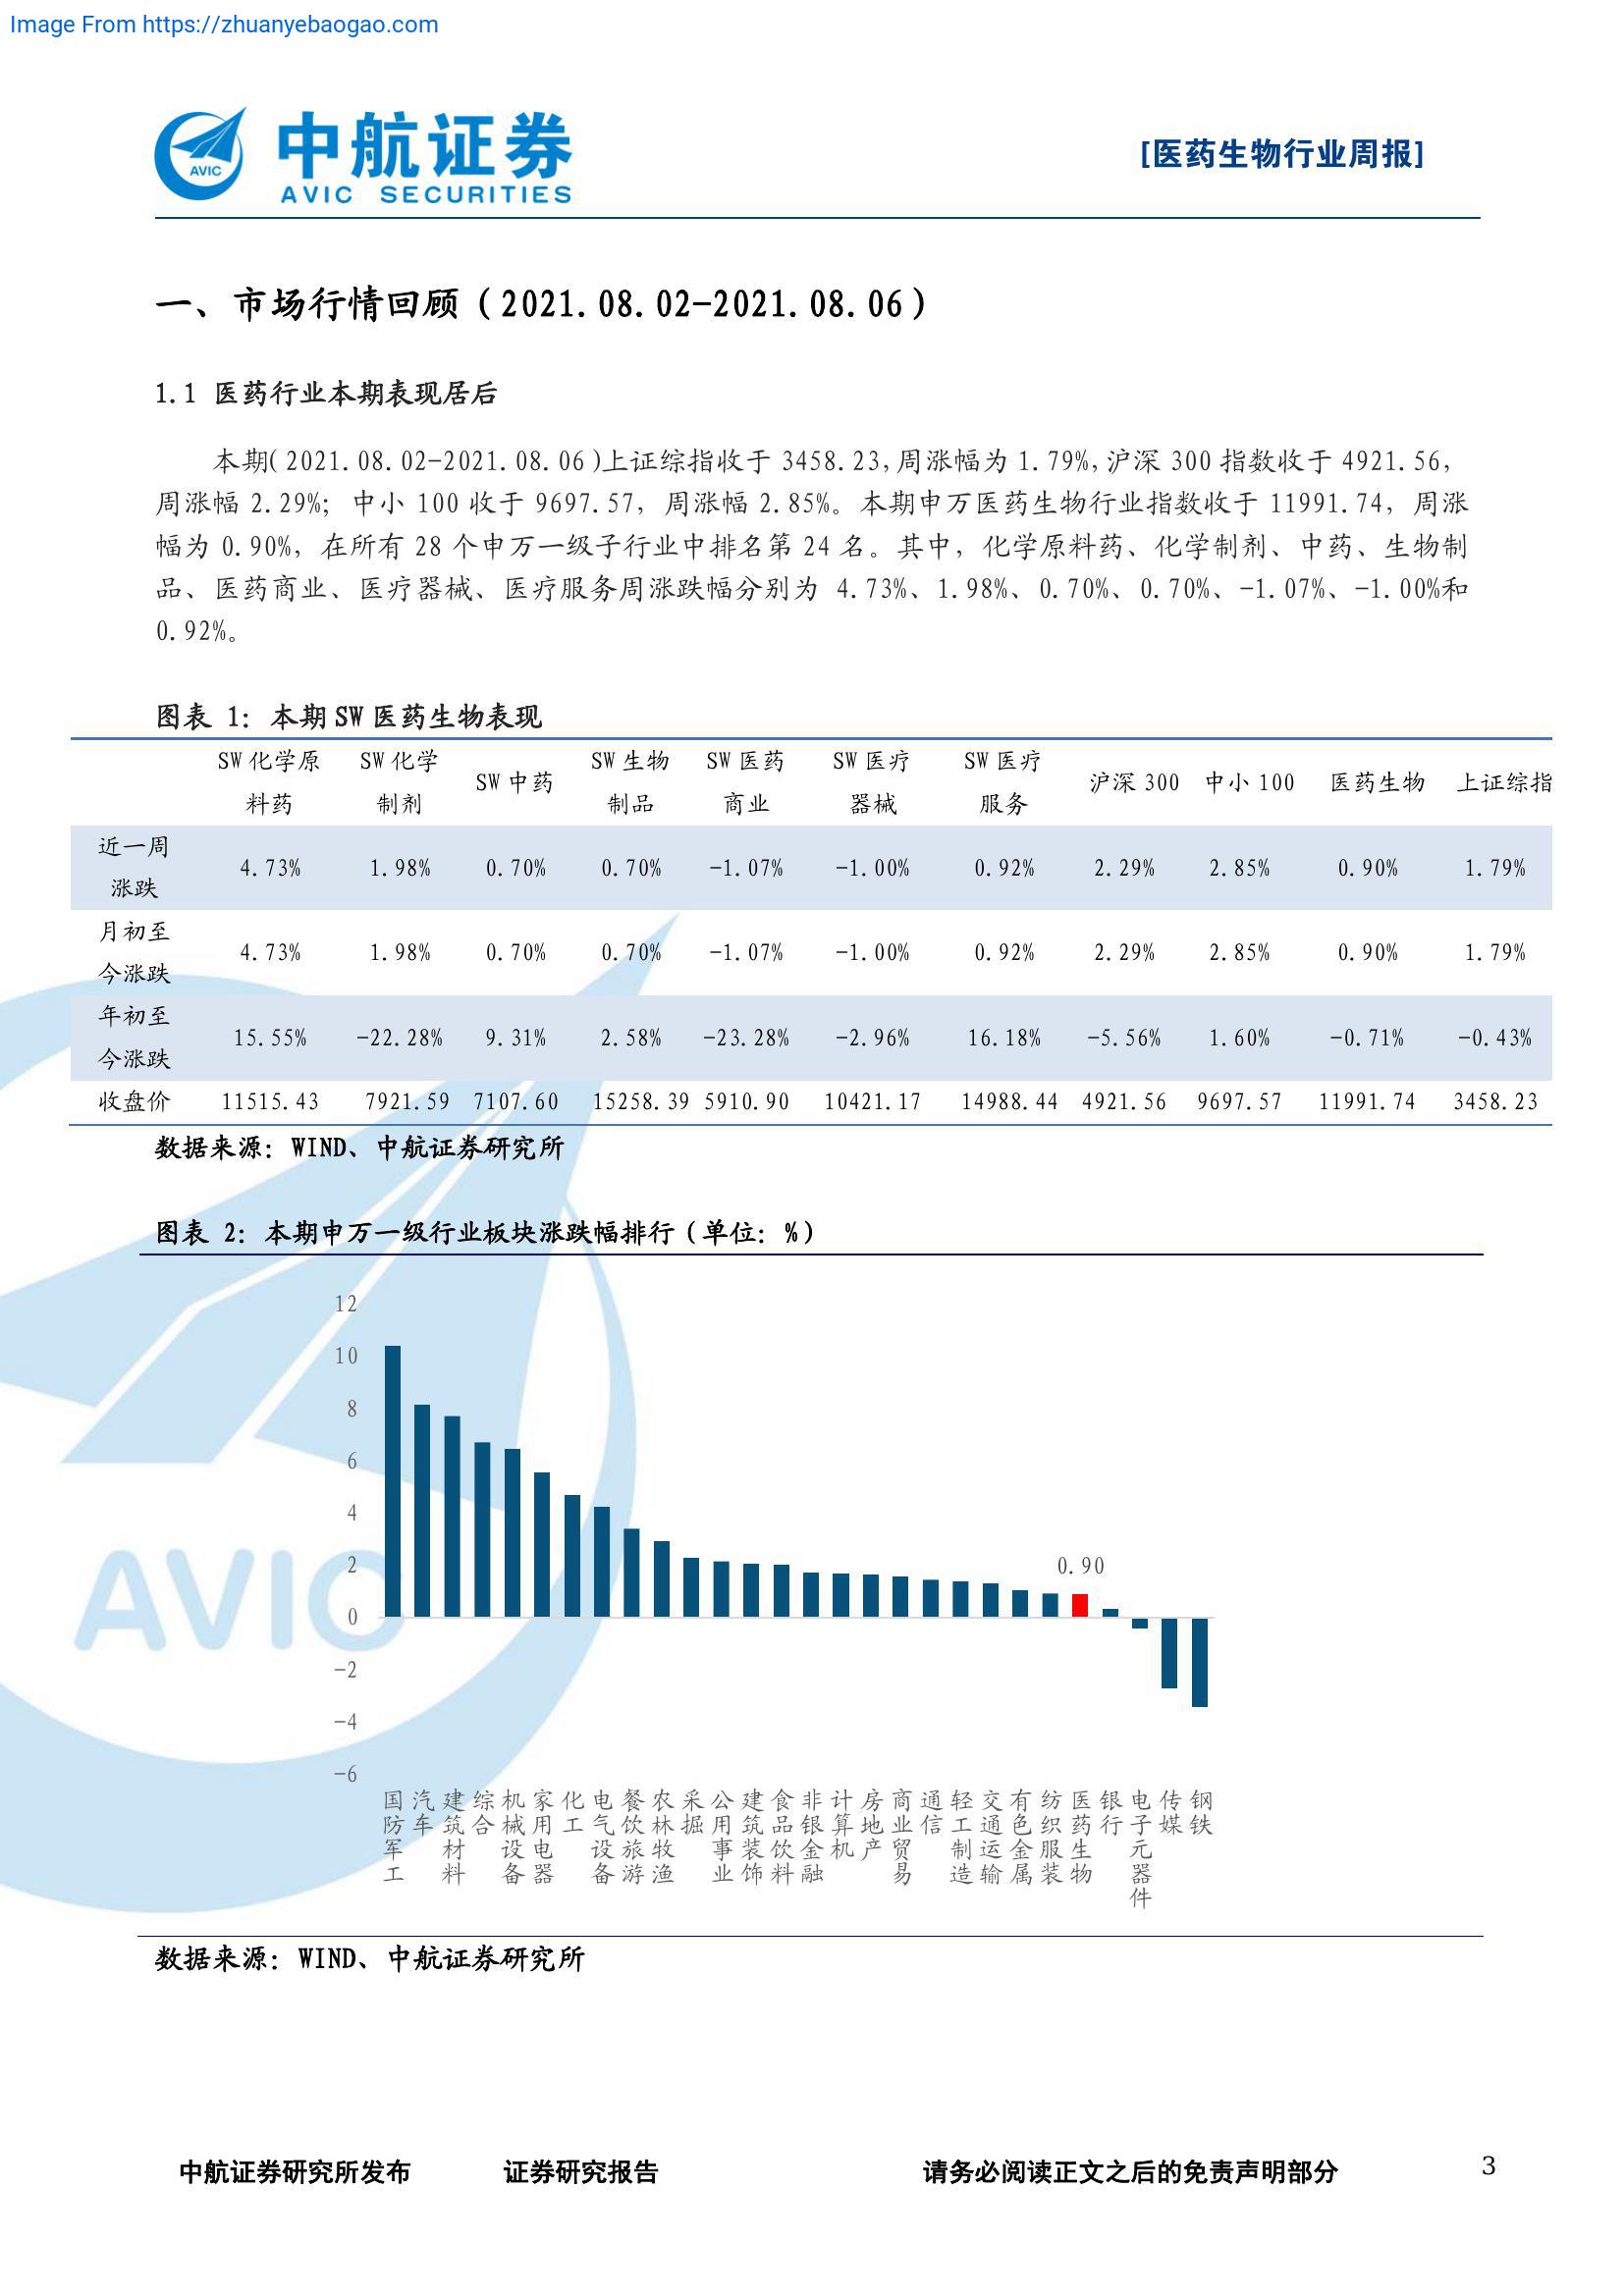 Image From https://zhuanyebaogao.com
AVIC
中航证券
AVIC SECURITIES
[医药生物行业周报]
一、市场行情回顾（2021.08.02-2021.08.06）
1.1 医药行业本期表现居后
本期(2021.08.02-2021.08.06)上证综指收于 3458.23,周涨幅为 1.79%,沪深 300 指数收于 4921.56,
周涨幅 2.29%; 中小 100 收于 9697.57, 周涨幅 2.85%。本期申万医药生物行业指数收于 11991.74, 周涨
幅为 0.90%, 在所有 28 个申万一级子行业中排名第 24 名。其中, 化学原料药、化学制剂、中药、生物制
品、医药商业、医疗器械、医疗服务周涨跌幅分别为 4.73%、1.98%、0.70%、0.70%、-1.07%、-1.00%和
0.92%。
图表 1: 本期 SW 医药生物表现
SW 化学原料药 SW 化学制剂 SW 中药 SW 生物制品 SW 医药商业 SW 医疗器械 SW 医疗服务 沪深 300 中小 100 医药生物 上证综指
近一周涨跌 4.73% 1.98% 0.70% 0.70% -1.07% -1.00% 0.92% 2.29% 2.85% 0.90% 1.79%
月初至今涨跌 4.73% 1.98% 0.70% 0.70% -1.07% -1.00% 0.92% 2.29% 2.85% 0.90% 1.79%
年初至今涨跌 15.55% -22.28% 9.31% 2.58% -23.28% -2.96% 16.18% -5.56% 1.60% -0.71% -0.43%
收盘价 11515.43 7921.59 7107.60 15258.39 5910.90 10421.17 14988.44 4921.56 9697.57 11991.74 3458.23
数据来源: WIND、中航证券研究所
图表 2: 本期申万一级行业板块涨跌幅排行（单位: %）
12
10
8
6
4
2
0
-2
-4
-6
0.90
国防军工 汽车 建筑材料 综合 机械设备 家用电器 化工 电气设备 餐饮旅游 农林牧渔 采掘 公用事业 建筑装饰 食品饮料 非银金融 计算机 房地产 商业贸易 通信 轻工制造 交通运输 有色金属 纺织服装 医药生物 银行 电子元器件 传媒 钢铁
AVIC
数据来源: WIND、中航证券研究所
中航证券研究所发布 证券研究报告 请务必阅读正文之后的免责声明部分 3